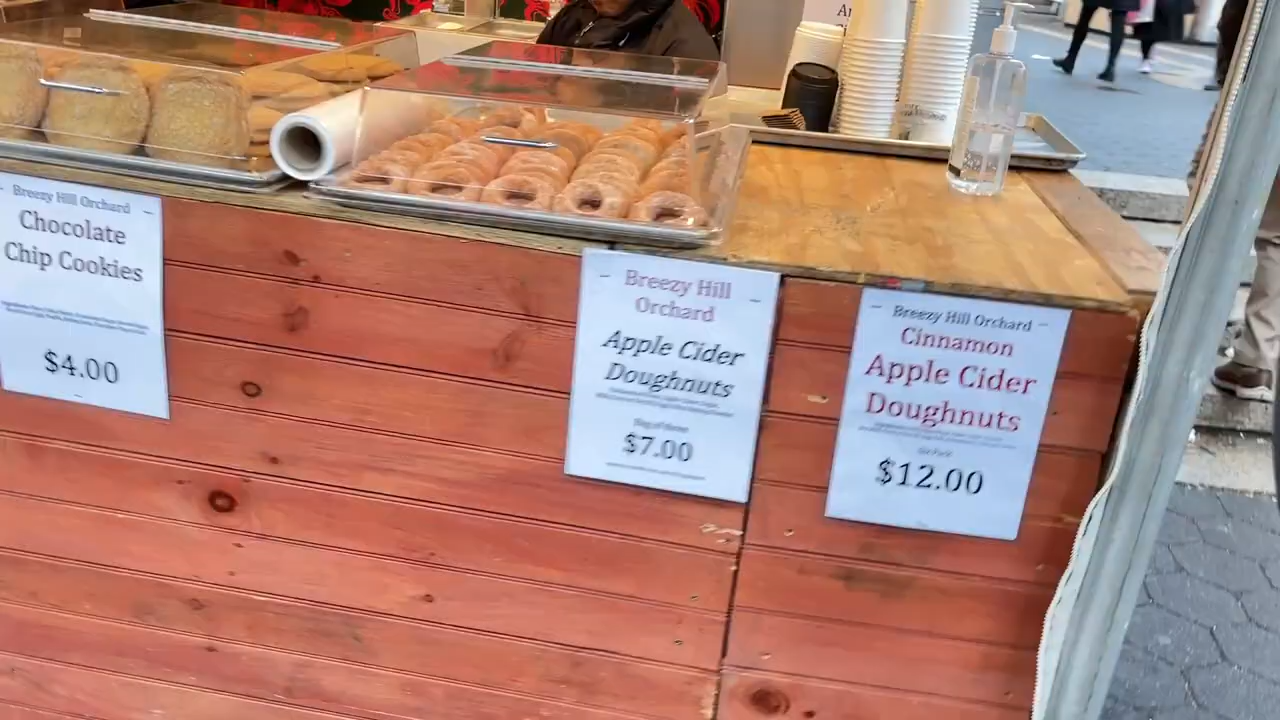 Breezy Hill Orchard
Chocolate
Chip Cookies
$4.00
Breezy Hill
Orchard
Apple Cider
Doughnuts
$7.00
Breezy Hill Orchard
Cinnamon
Apple Cider
Doughnuts
$12.00